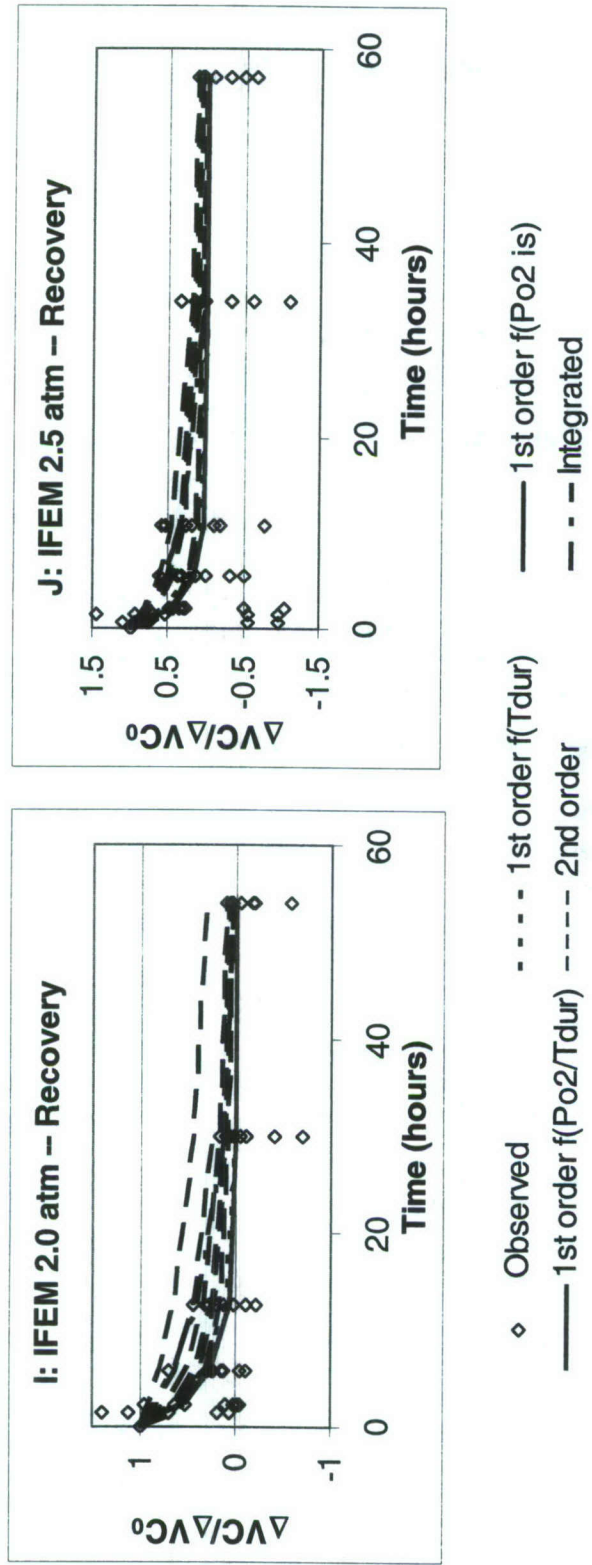 I: IFEM 2.0 atm -- Recovery
ΔVC/ΔVC₀
1
0
-1
0
20
40
60
Time (hours)
J: IFEM 2.5 atm -- Recovery
ΔVC/ΔVC₀
1.5
0.5
-0.5
-1.5
0
20
40
60
Time (hours)
Observed
1st order f(Tdur)
1st order f(Po2 is)
1st order f(Po2/Tdur)
2nd order
Integrated